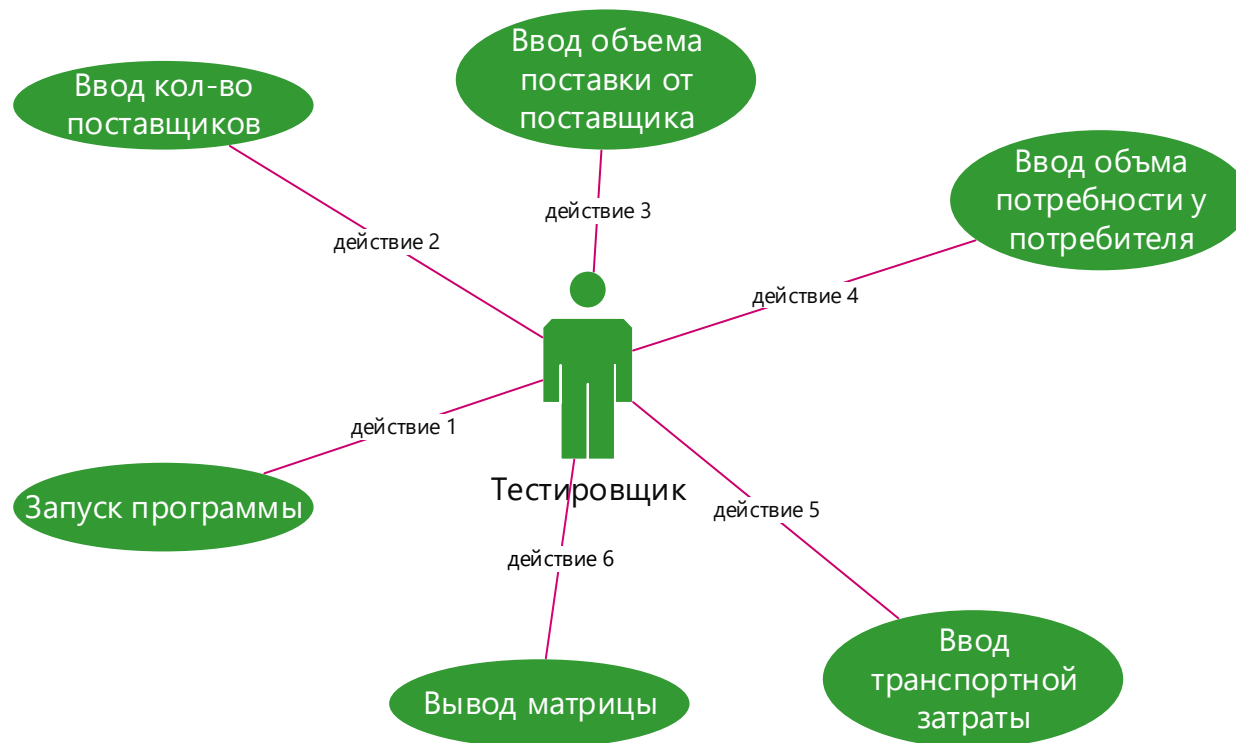 Ввод объема
поставки от
поставщика
Ввод кол-во
поставщиков
Ввод объма
потребности у
потребителя
действие 3
действие 2
действие 4
действие 1
Тестировщик
Запуск программы
действие 5
действие 6
Ввод
транспортной
затраты
Вывод матрицы